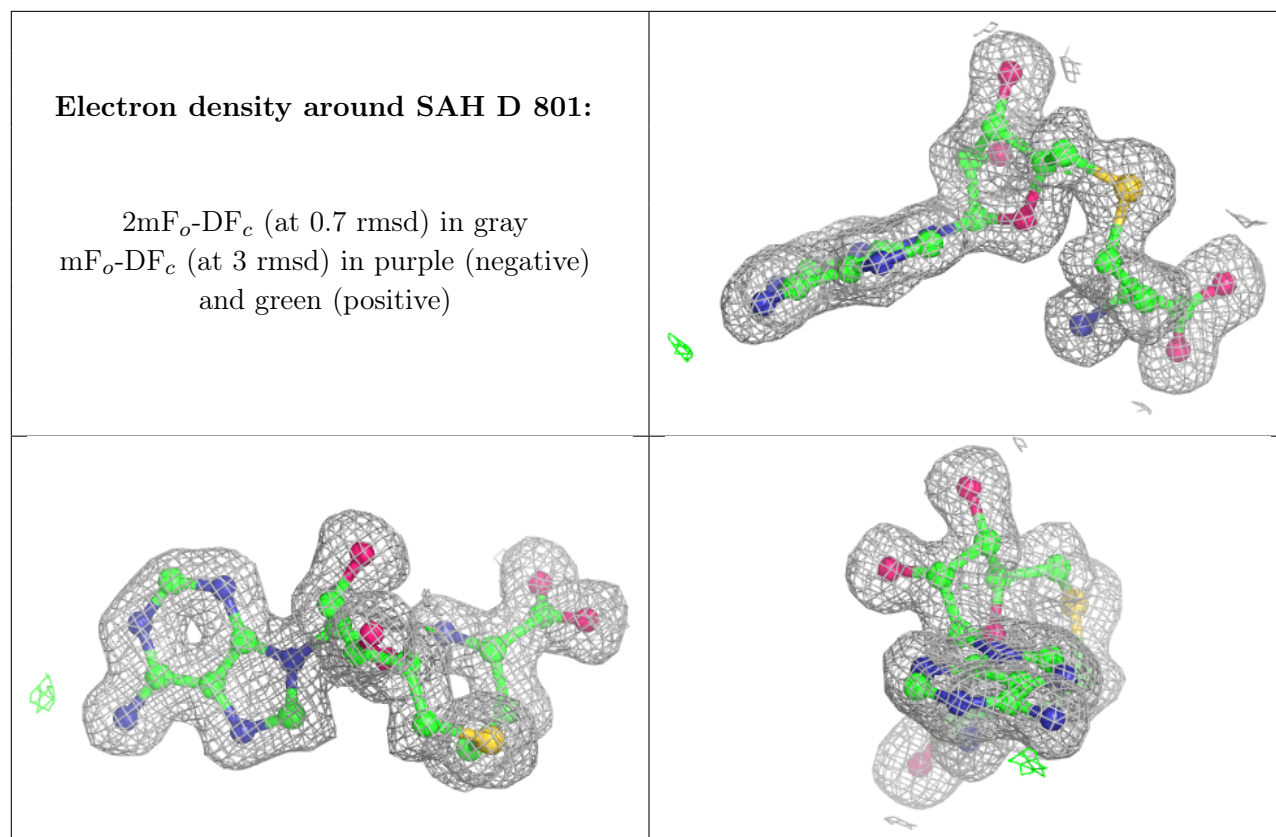 Electron density around SAH D 801:
2mFo-DFc (at 0.7 rmsd) in gray
mFo-DFc (at 3 rmsd) in purple (negative)
and green (positive)